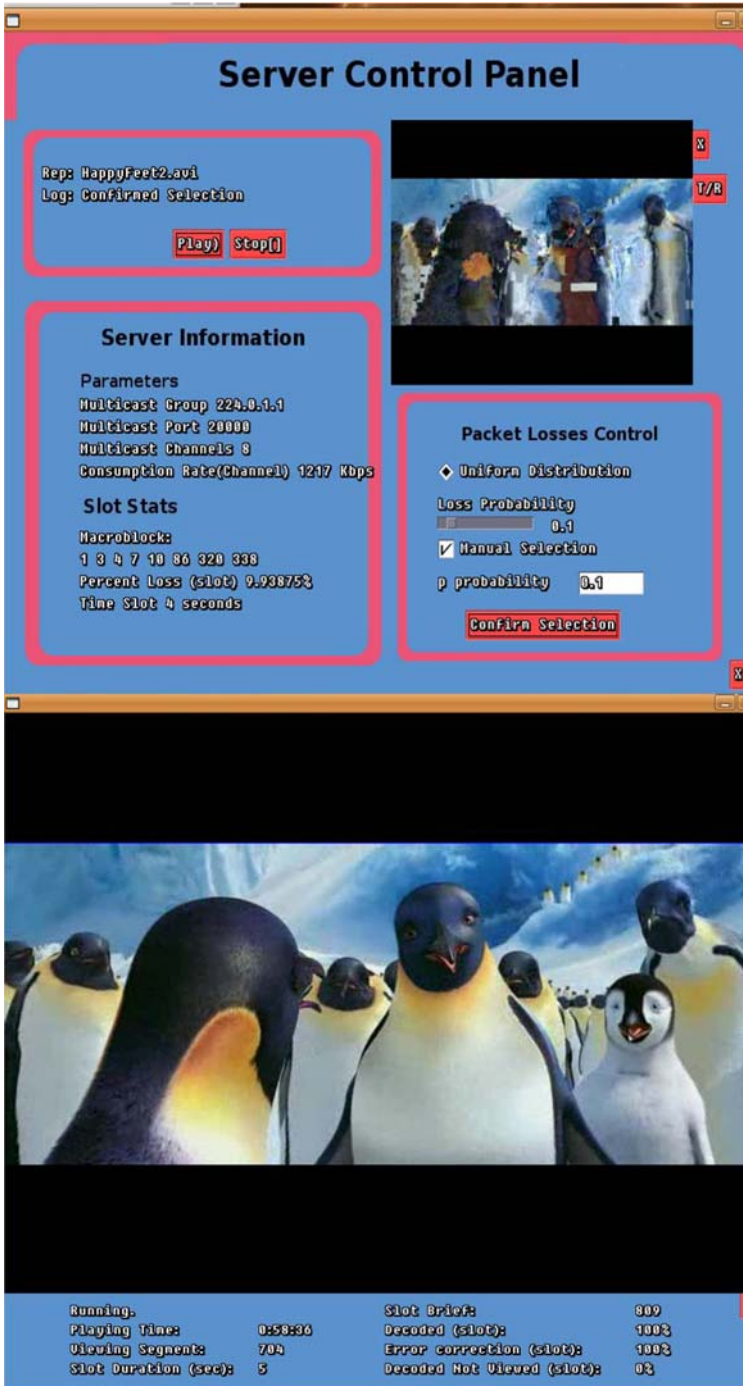 Server Control Panel
Rep: HappyFeet2.avi
Log: Confirmed Selection
Play) Stop[]
X
T/R
Server Information
Parameters
Multicast Group 224.0.1.1
Multicast Port 20000
Multicast Channels 8
Consumption Rate(Channel) 1217 Kbps
Slot Stats
Macroblock:
1 3 4 7 10 86 320 338
Percent Loss (slot) 9.93875%
Time Slot 4 seconds
Packet Losses Control
Uniform Distribution
Loss Probability
0.1
Manual Selection
p probability 0.1
Confirm Selection
X
Running.
Playing Time: 0:58:36
Viewing Segment: 704
Slot Duration (sec): 5
Slot Brief: 809
Decoded (slot): 100%
Error correction (slot): 100%
Decoded Not Viewed (slot): 0%